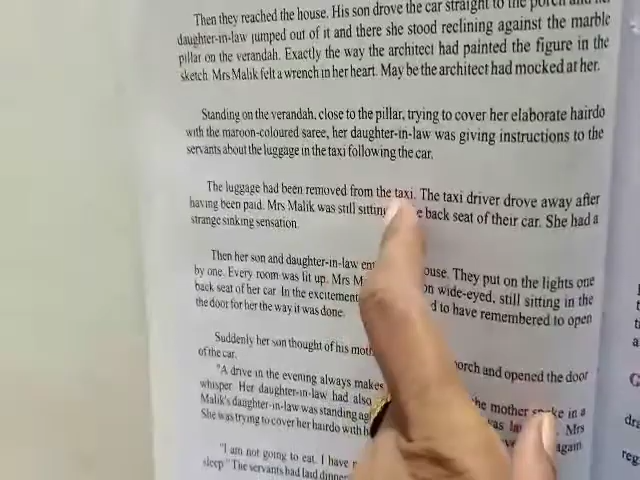 Then they reached the house. His son drove the car straight to the porch and
daughter-in-law jumped out of it and there she stood reclining against the marble
pillar on the verandah. Exactly the way the architect had painted the figure in the
sketch. Mrs Malik felt a wrench in her heart. May be the architect had mocked at her.
Standing on the verandah, close to the pillar, trying to cover her elaborate hairdo
with the maroon-coloured saree, her daughter-in-law was giving instructions to the
servants about the luggage in the taxi following the car.
The luggage had been removed from the taxi. The taxi driver drove away after
having been paid. Mrs Malik was still sitting back seat of their car. She had a
strange sinking sensation.
Then her son and daughter-in-law They put on the lights one
by one. Every room was lit up. Mrs wide-eyed, still sitting in the
back seat of her car. In the excitement to have remembered to open
the door for her the way it was done.
Suddenly her son thought of his and opened the door
of the car.
"A drive in the evening always makes the mother spoke in a
whisper. Her daughter-in-law had also Mrs
Malik's daughter-in-law was standing again
She was trying to cover her hairdo with
"I am not going to eat. I have
sleep" The servants had laid